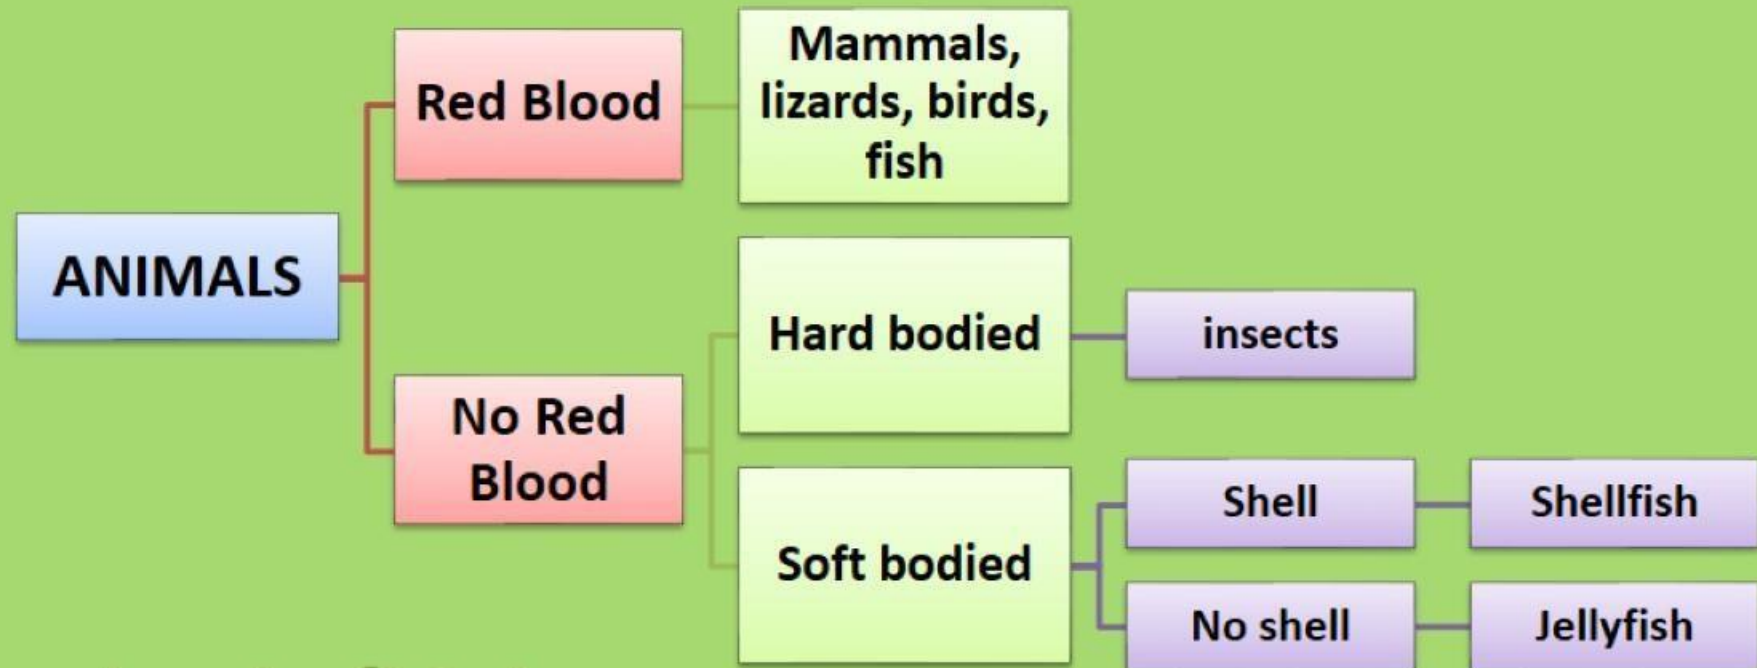 ANIMALS
Red Blood
Mammals,
lizards, birds,
fish
No Red
Blood
Hard bodied
insects
Soft bodied
Shell
Shellfish
No shell
Jellyfish